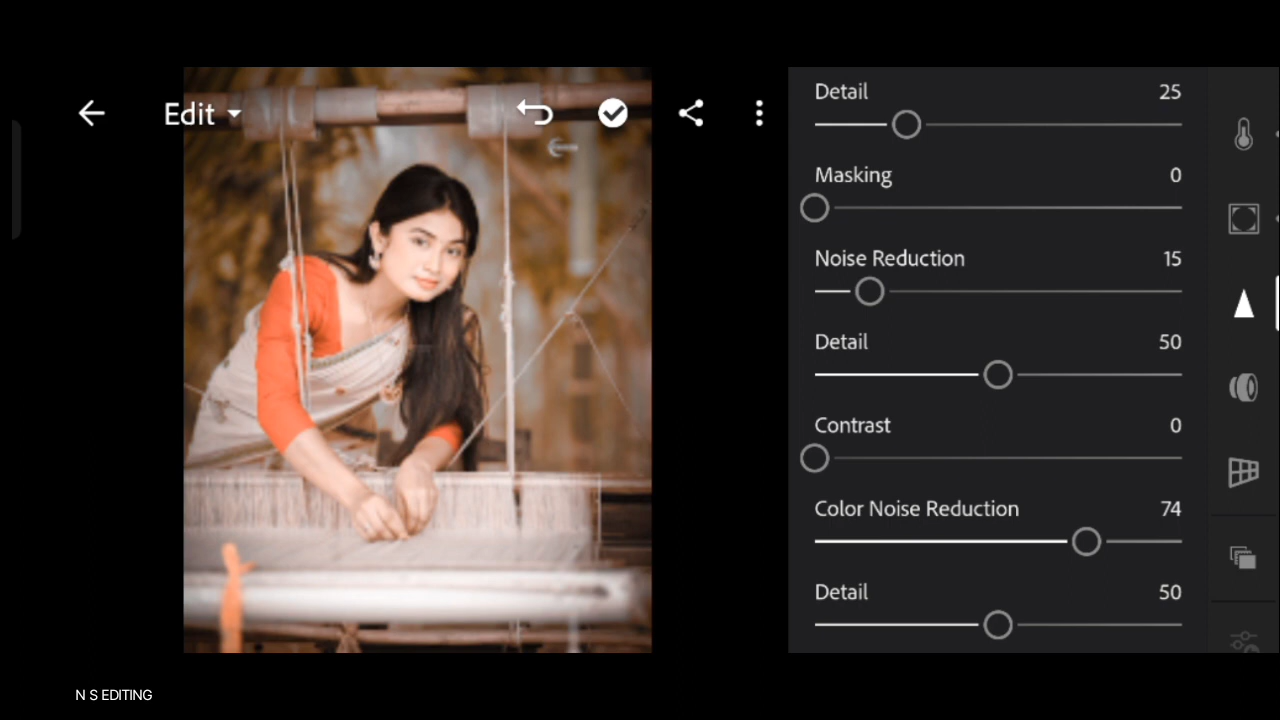 Edit
Detail 25
Masking 0
Noise Reduction 15
Detail 50
Contrast 0
Color Noise Reduction 74
Detail 50
N S EDITING